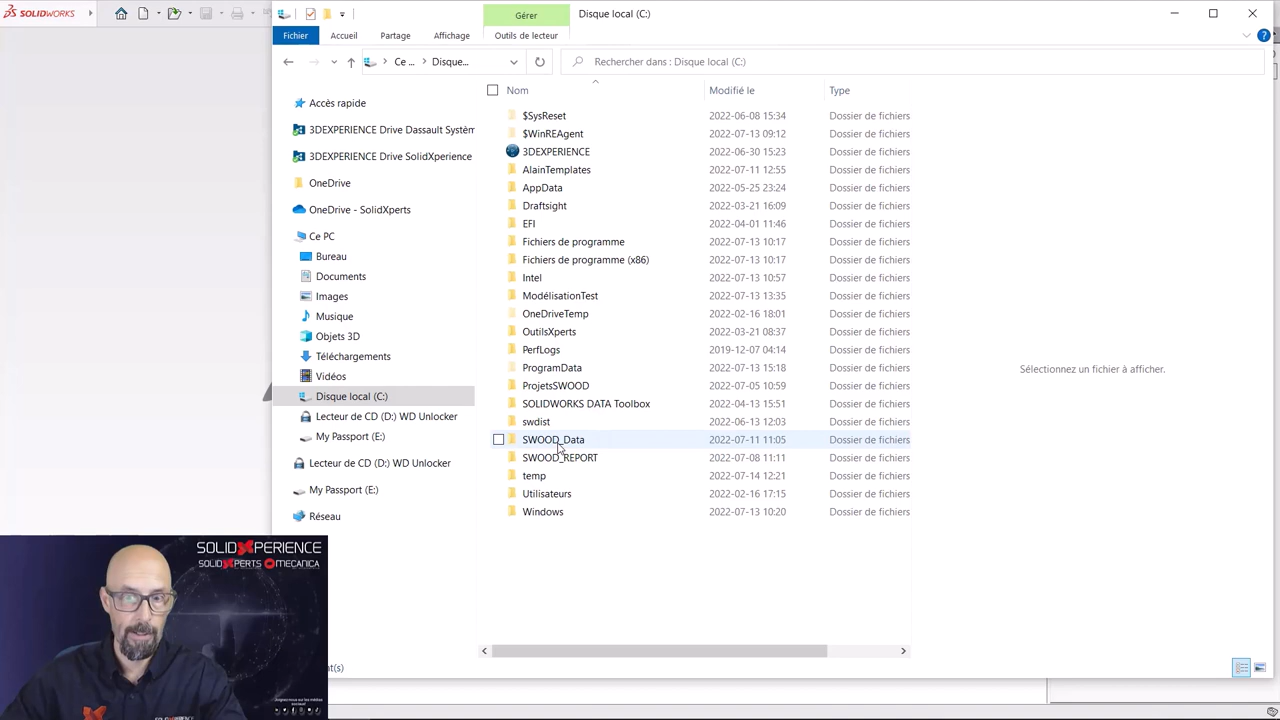 SOLIDWORKS
Gérer
Disque local (C:)
Fichier
Accueil
Partage
Affichage
Outils de lecteur
Ce ...
Disque...
Rechercher dans : Disque local (C:)
Accès rapide
3DEXPERIENCE Drive Dassault Systèm
3DEXPERIENCE Drive SolidXperience
OneDrive
OneDrive - SolidXperts
Ce PC
Bureau
Documents
Images
Musique
Objets 3D
Téléchargements
Vidéos
Disque local (C:)
Lecteur de CD (D:) WD Unlocker
My Passport (E:)
Lecteur de CD (D:) WD Unlocker
My Passport (E:)
Réseau
Nom Modifié le Type
$SysReset 2022-06-08 15:34 Dossier de fichiers
$WinREAgent 2022-07-13 09:12 Dossier de fichiers
3DEXPERIENCE 2022-06-30 15:23 Dossier de fichiers
AlainTemplates 2022-07-11 12:55 Dossier de fichiers
AppData 2022-05-25 23:24 Dossier de fichiers
Draftsight 2022-03-21 16:09 Dossier de fichiers
EFI 2022-04-01 11:46 Dossier de fichiers
Fichiers de programme 2022-07-13 10:17 Dossier de fichiers
Fichiers de programme (x86) 2022-07-13 10:17 Dossier de fichiers
Intel 2022-07-13 10:57 Dossier de fichiers
ModélisationTest 2022-07-13 13:35 Dossier de fichiers
OneDriveTemp 2022-02-16 18:01 Dossier de fichiers
OutilsXperts 2022-03-21 08:37 Dossier de fichiers
PerfLogs 2019-12-07 04:14 Dossier de fichiers
ProgramData 2022-07-13 15:18 Dossier de fichiers
ProjetsSWOOD 2022-07-05 10:59 Dossier de fichiers
SOLIDWORKS DATA Toolbox 2022-04-13 15:51 Dossier de fichiers
swdist 2022-06-13 12:03 Dossier de fichiers
SWOOD_Data 2022-07-11 11:05 Dossier de fichiers
SWOOD_REPORT 2022-07-08 11:11 Dossier de fichiers
temp 2022-07-14 12:21 Dossier de fichiers
Utilisateurs 2022-02-16 17:15 Dossier de fichiers
Windows 2022-07-13 10:20 Dossier de fichiers
Sélectionnez un fichier à afficher.
SOLIDXPERIENCE
SOLIDXPERTS MECANICA
nt(s)